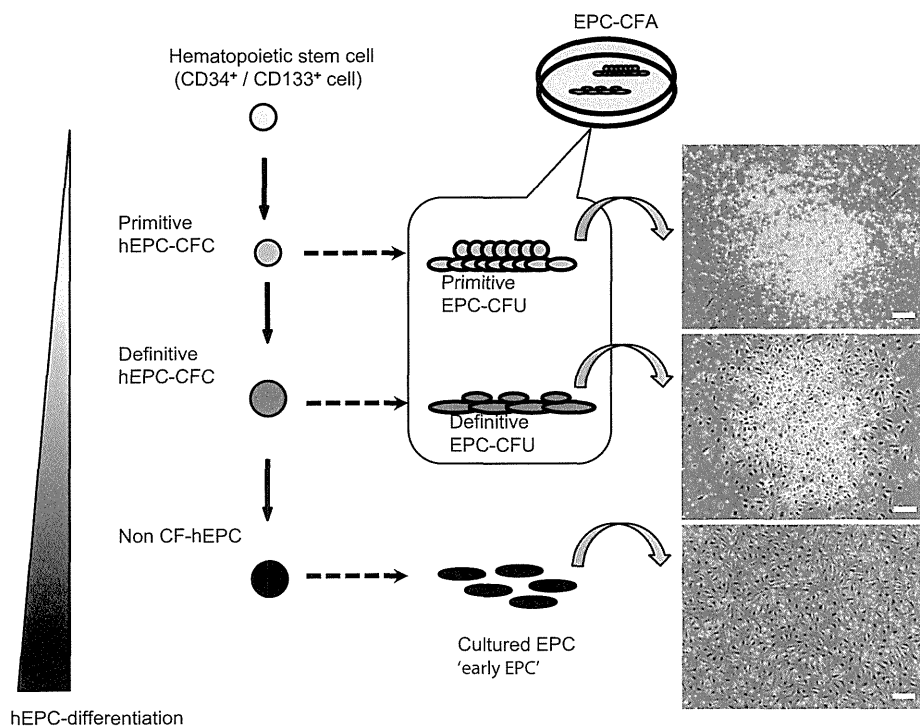 EPC-CFA
Hematopoietic stem cell
(CD34⁺ / CD133⁺ cell)
Primitive
hEPC-CFC
Primitive
EPC-CFU
Definitive
hEPC-CFC
Definitive
EPC-CFU
Non CF-hEPC
Cultured EPC
'early EPC'
hEPC-differentiation